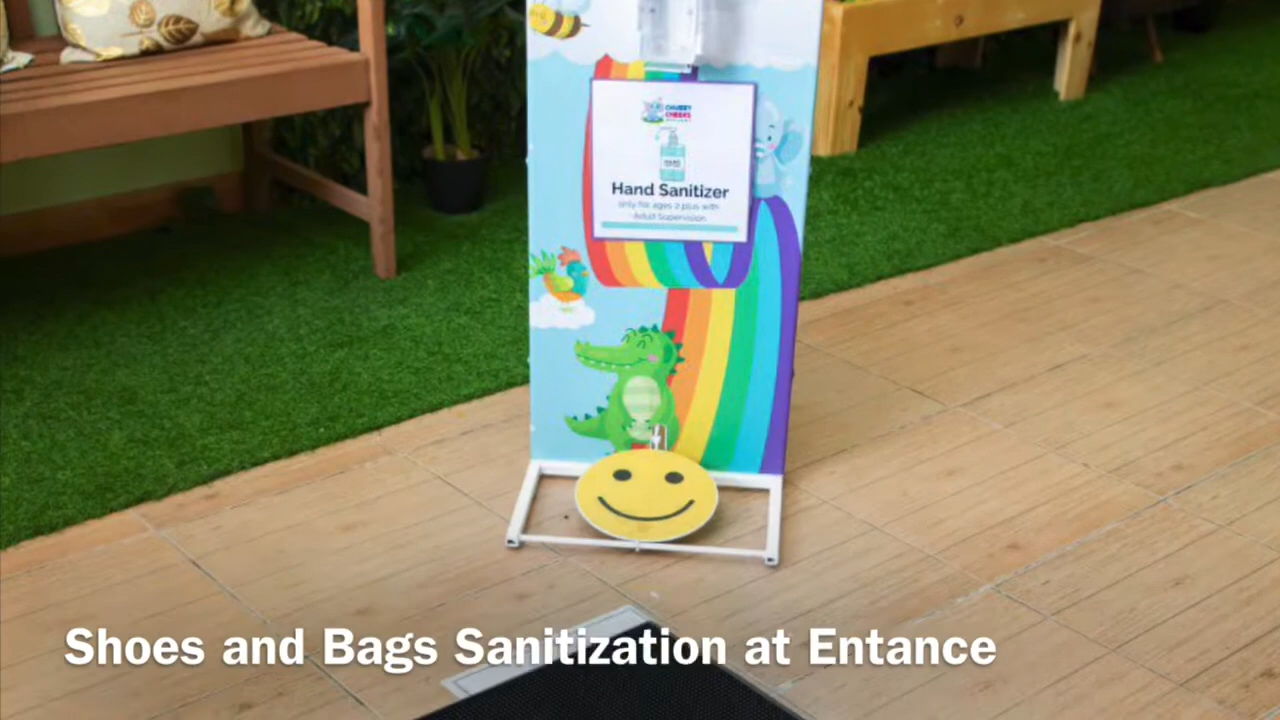 CHUBBY
CHEEKS
Hand Sanitizer
only for ages 2 plus with
Adult Supervision
Shoes and Bags Sanitization at Entance